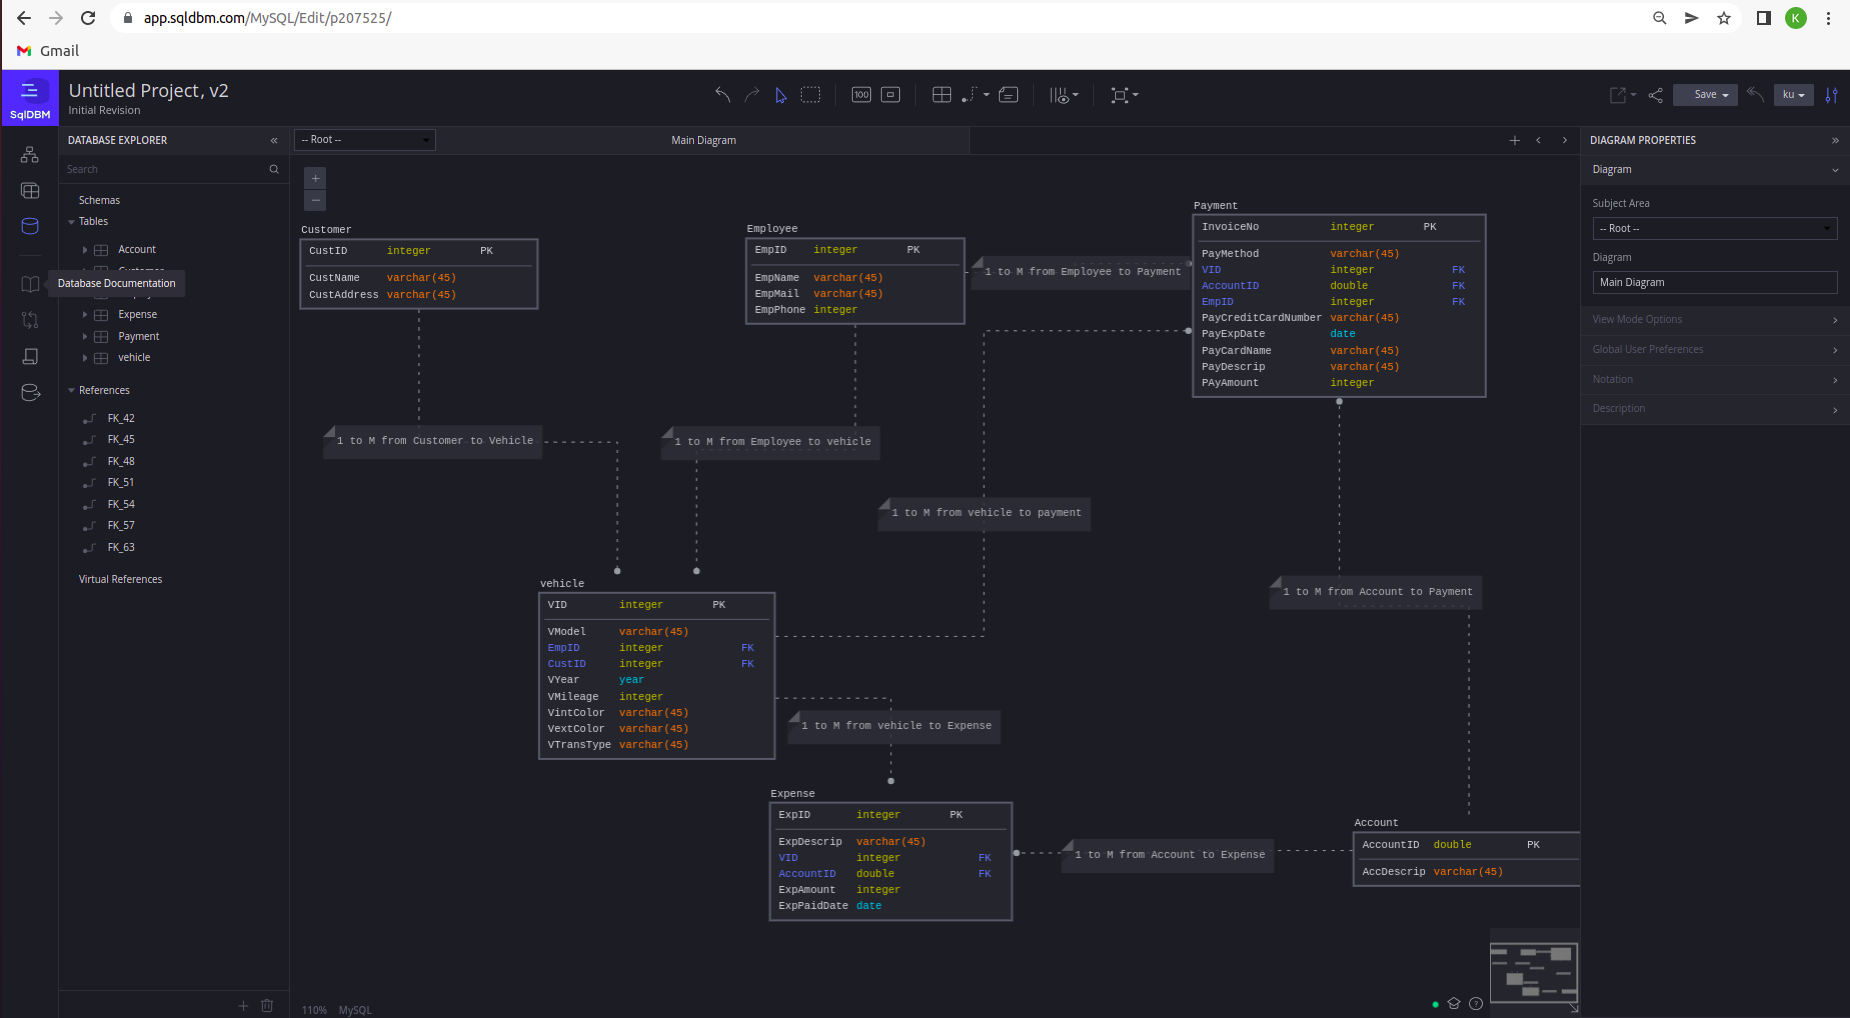 app.sqldbm.com/MySQL/Edit/p207525/
K
Gmail
SqlDBM
Untitled Project, v2
Initial Revision
100
Save
ku
DATABASE EXPLORER
«
-- Root --
Main Diagram
DIAGRAM PROPERTIES
»
Search
Schemas
Tables
Account
Database Documentation
Expense
Payment
vehicle
References
FK_42
FK_45
FK_48
FK_51
FK_54
FK_57
FK_63
Virtual References
Customer
CustID integer PK
CustName varchar(45)
CustAddress varchar(45)
Employee
EmpID integer PK
EmpName varchar(45)
EmpMail varchar(45)
EmpPhone integer
Payment
InvoiceNo integer PK
PayMethod varchar(45)
VID integer FK
AccountID double FK
EmpID integer FK
PayCreditCardNumber varchar(45)
PayExpDate date
PayCardName varchar(45)
PayDescrip varchar(45)
PAyAmount integer
1 to M from Employee to Payment
1 to M from Customer to Vehicle
1 to M from Employee to vehicle
1 to M from vehicle to payment
1 to M from Account to Payment
vehicle
VID integer PK
VModel varchar(45)
EmpID integer FK
CustID integer FK
VYear year
VMileage integer
VintColor varchar(45)
VextColor varchar(45)
VTransType varchar(45)
1 to M from vehicle to Expense
Expense
ExpID integer PK
ExpDescrip varchar(45)
VID integer FK
AccountID double FK
ExpAmount integer
ExpPaidDate date
1 to M from Account to Expense
Account
AccountID double PK
AccDescrip varchar(45)
110% MySQL
Diagram
Subject Area
-- Root --
Diagram
Main Diagram
View Mode Options
Global User Preferences
Notation
Description